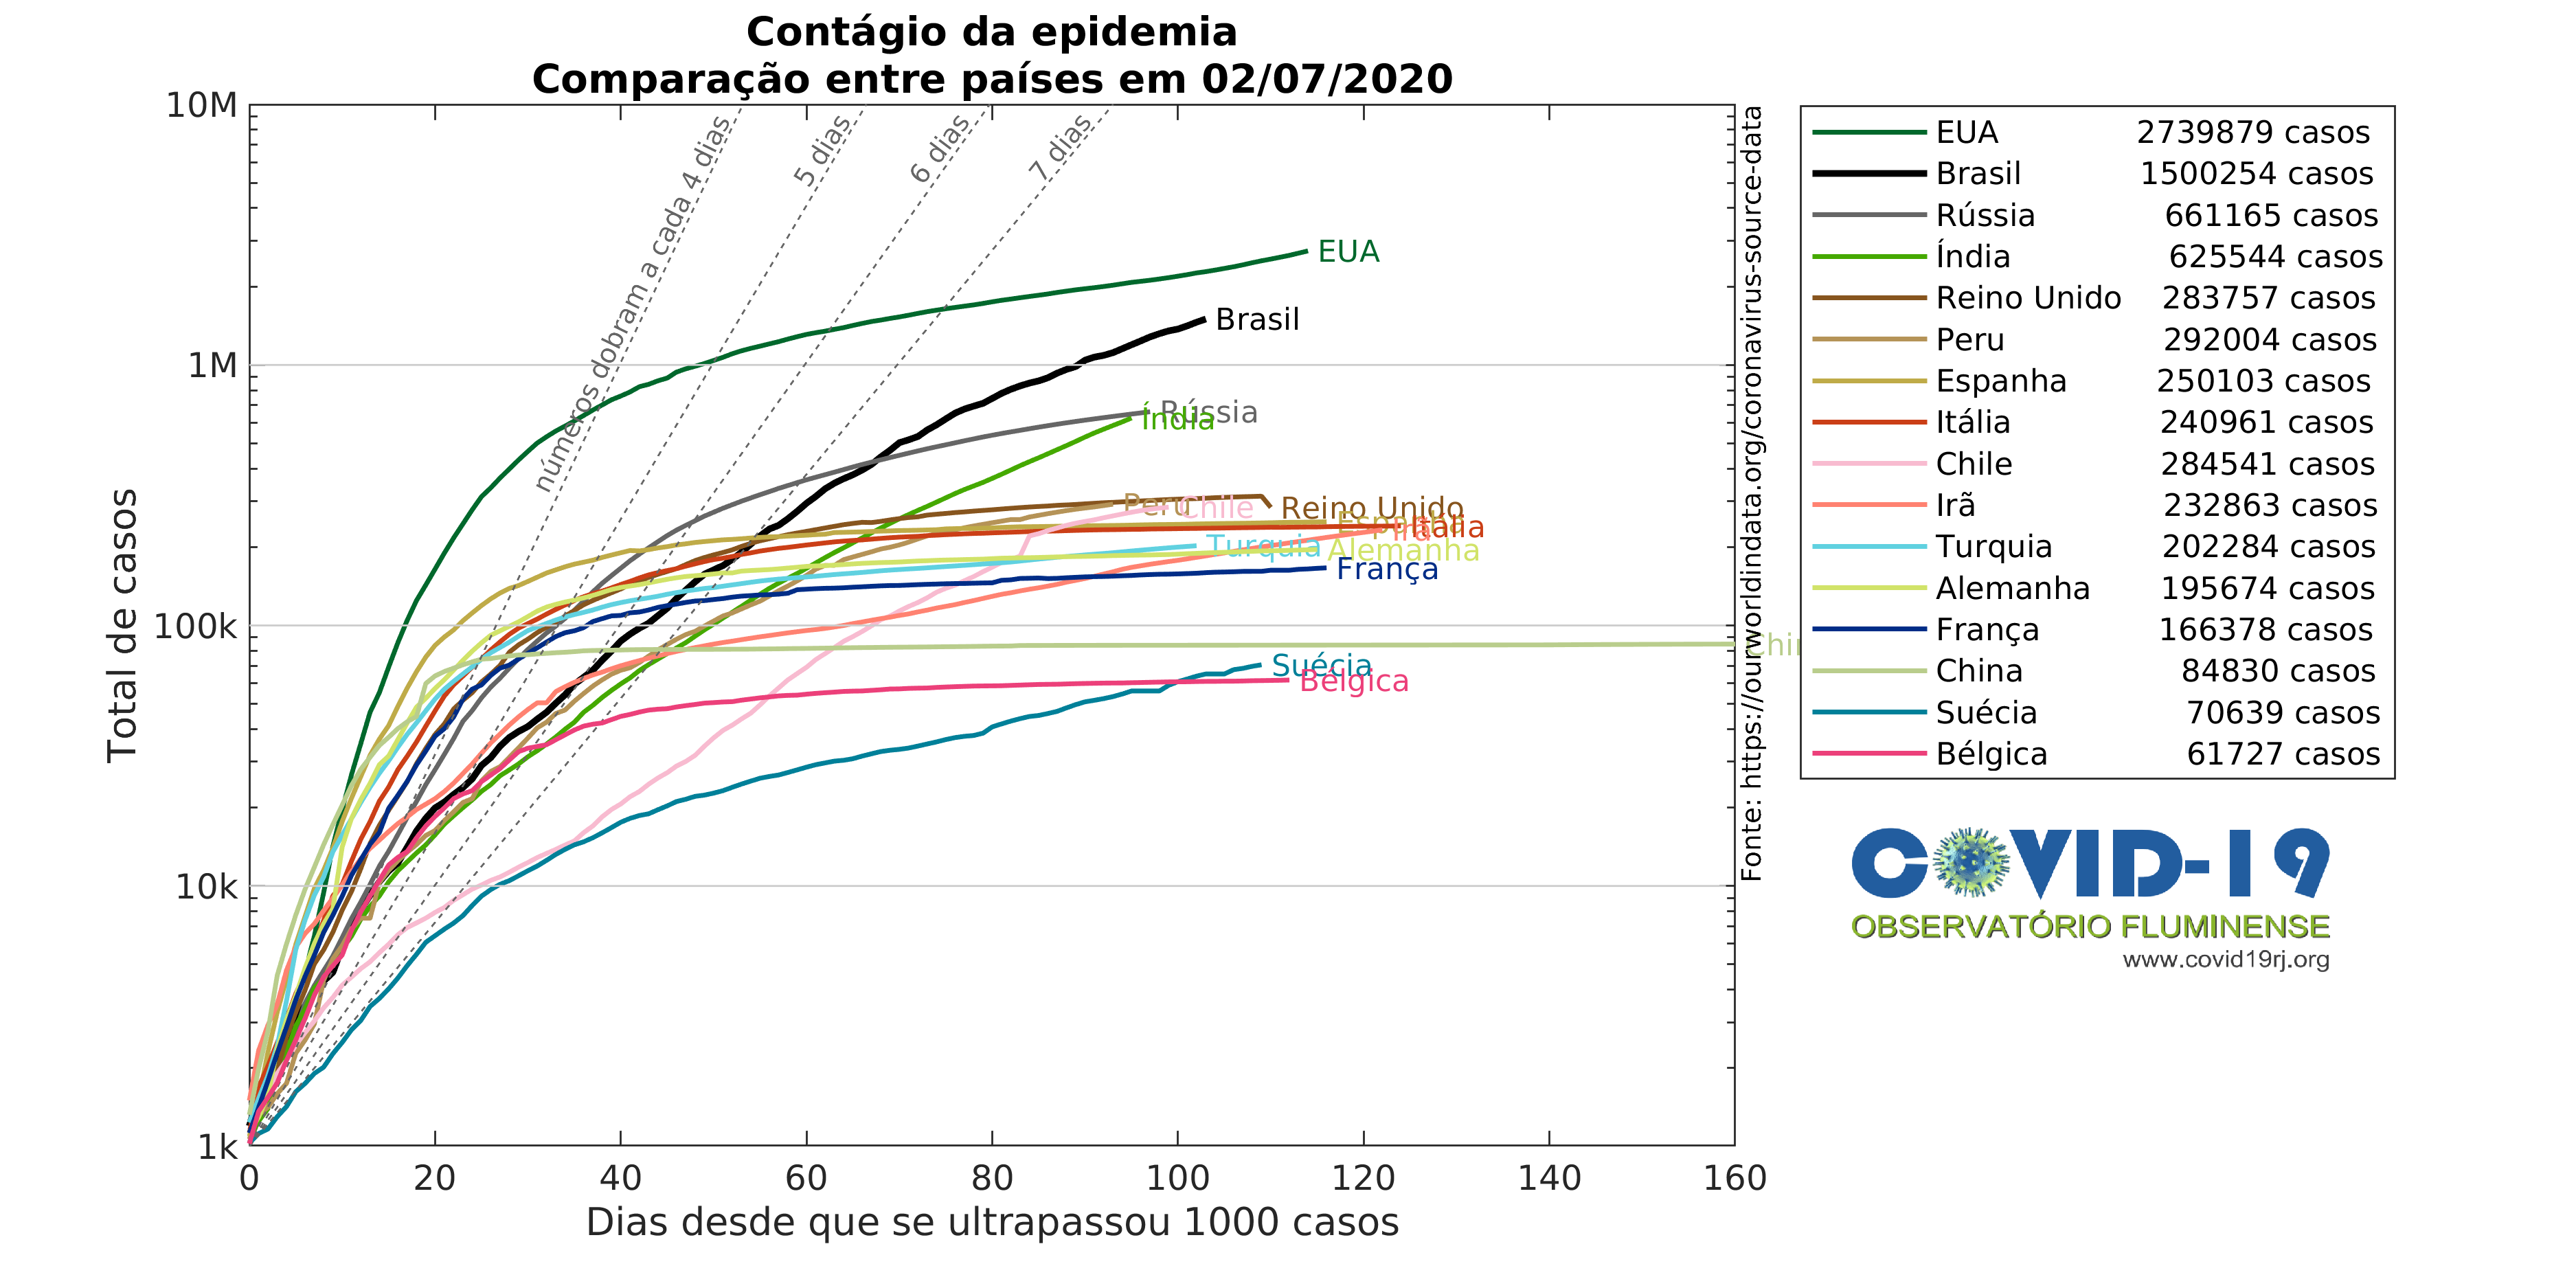 Contágio da epidemia
Comparação entre países em 02/07/2020
Total de casos
10M
1M
100k
10k
1k
0 20 40 60 80 100 120 140 160
Dias desde que se ultrapassou 1000 casos
números dobram a cada 4 dias
5 dias
6 dias
7 dias
EUA
Brasil
Rússia
Índia
Peru
Chile
Reino Unido
Espanha
Itália
Irã
Turquia
Alemanha
França
Suécia
Bélgica
Fonte: https://ourworldindata.org/coronavirus-source-data
EUA 2739879 casos
Brasil 1500254 casos
Rússia 661165 casos
Índia 625544 casos
Reino Unido 283757 casos
Peru 292004 casos
Espanha 250103 casos
Itália 240961 casos
Chile 284541 casos
Irã 232863 casos
Turquia 202284 casos
Alemanha 195674 casos
França 166378 casos
China 84830 casos
Suécia 70639 casos
Bélgica 61727 casos
COVID-19
OBSERVATÓRIO FLUMINENSE
www.covid19rj.org